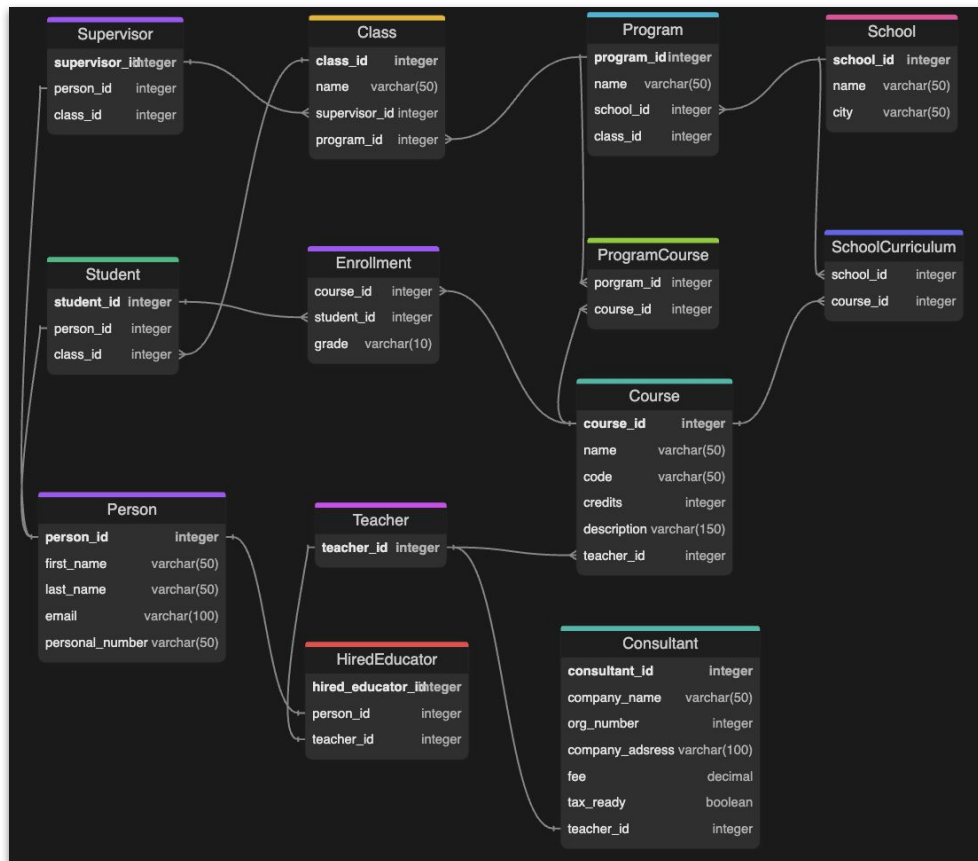 Supervisor
supervisor_id integer
person_id integer
class_id integer
Class
class_id integer
name varchar(50)
supervisor_id integer
program_id integer
Program
program_id integer
name varchar(50)
school_id integer
class_id integer
School
school_id integer
name varchar(50)
city varchar(50)
Student
student_id integer
person_id integer
class_id integer
Enrollment
course_id integer
student_id integer
grade varchar(10)
ProgramCourse
porgram_id integer
course_id integer
SchoolCurriculum
school_id integer
course_id integer
Course
course_id integer
name varchar(50)
code varchar(50)
credits integer
description varchar(150)
teacher_id integer
Person
person_id integer
first_name varchar(50)
last_name varchar(50)
email varchar(100)
personal_number varchar(50)
Teacher
teacher_id integer
HiredEducator
hired_educator_id integer
person_id integer
teacher_id integer
Consultant
consultant_id integer
company_name varchar(50)
org_number integer
company_adsress varchar(100)
fee decimal
tax_ready boolean
teacher_id integer